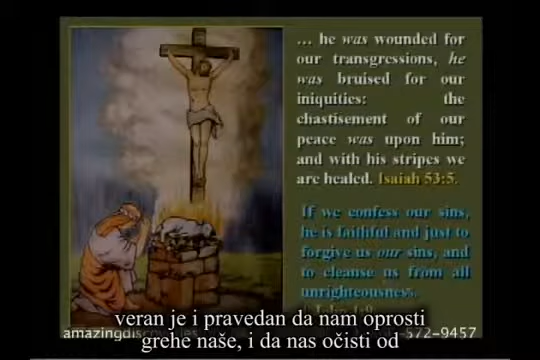 ... he was wounded for
our transgressions, he
was bruised for our
iniquities: the
chastisement of our
peace was upon him;
and with his stripes we
are healed. Isaiah 53:5.
If we confess our sins,
he is faithful and just to
forgive us our sins, and
to cleanse us from all
unrighteousness.
veran je i pravedan da nam oprosti
grehe naše, i da nas očisti od